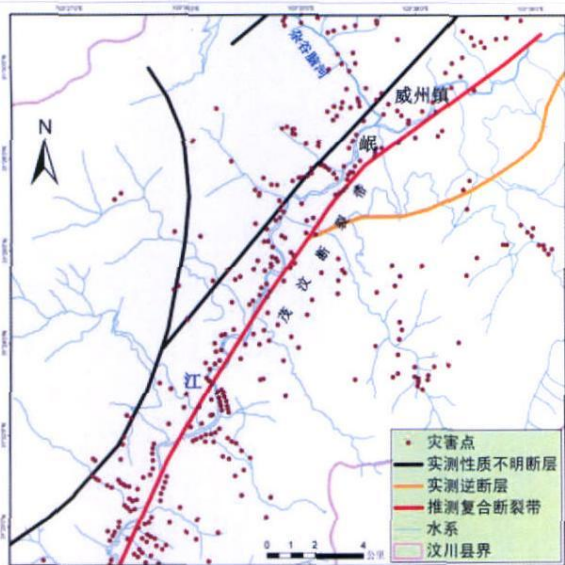 杂谷脑河
威州镇
岷
N
茂汶断裂带
江
灾害点
实测性质不明断层
实测逆断层
推测复合断裂带
水系
汶川县界
0 1 2 4
公里